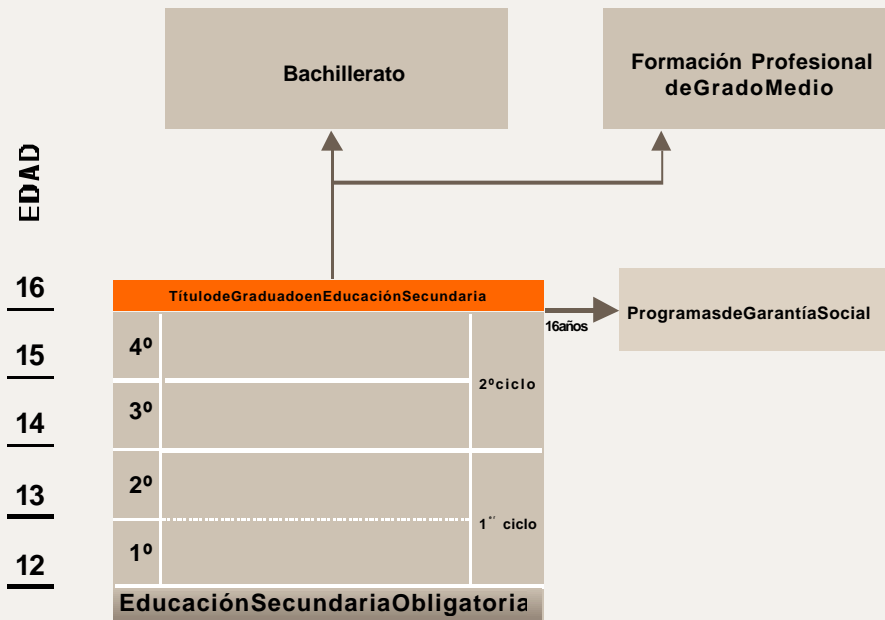 Bachillerato
Formación Profesional
deGradoMedio
EDAD
16
TítulodeGraduadoenEducaciónSecundaria
16años
ProgramasdeGarantíaSocial
4º
15
2ºciclo
3º
14
2º
13
1er ciclo
1º
12
EducaciónSecundariaObligatoria